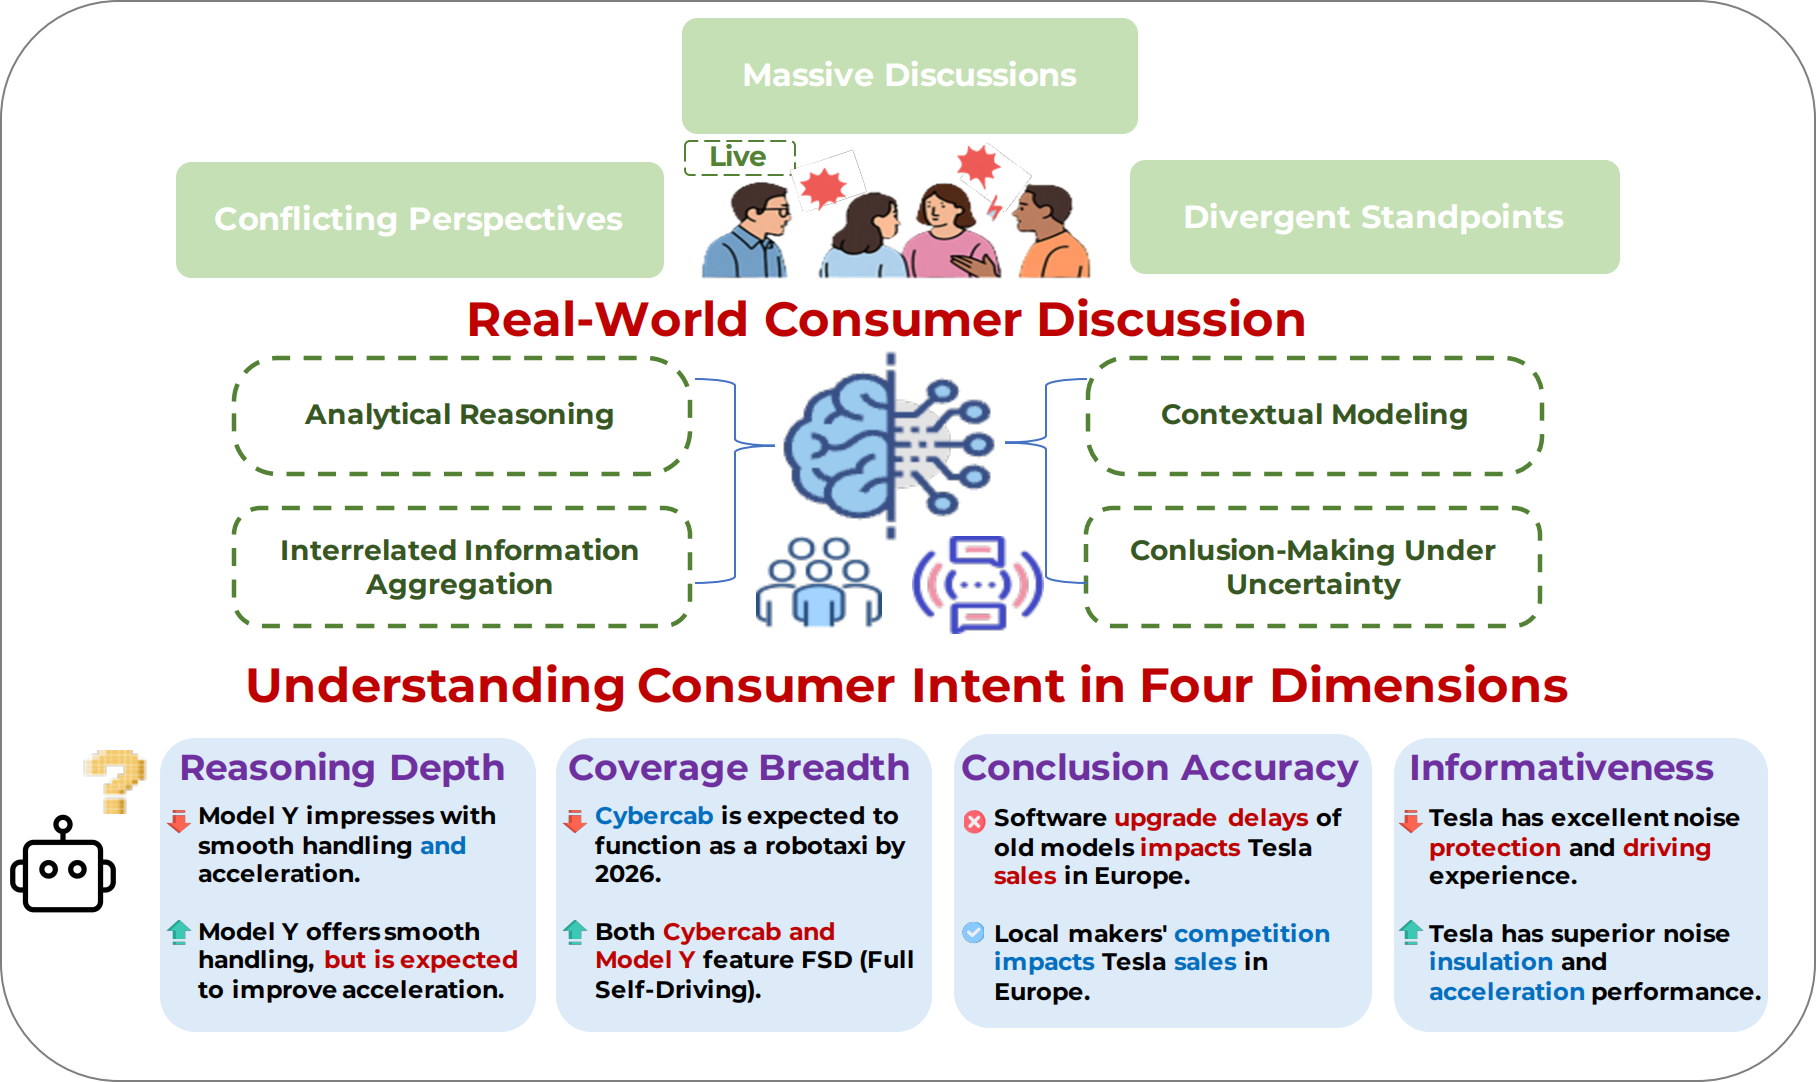 Massive Discussions
Live
Conflicting Perspectives
Divergent Standpoints
Real-World Consumer Discussion
Analytical Reasoning
Contextual Modeling
Interrelated Information
Aggregation
Conlusion-Making Under
Uncertainty
Understanding Consumer Intent in Four Dimensions
Reasoning Depth
Model Y impresses with
smooth handling and
acceleration.
Model Y offers smooth
handling, but is expected
to improve acceleration.
Coverage Breadth
Cybercab is expected to
function as a robotaxi by
2026.
Both Cybercab and
Model Y feature FSD (Full
Self-Driving).
Conclusion Accuracy
Software upgrade delays of
old models impacts Tesla
sales in Europe.
Local makers' competition
impacts Tesla sales in
Europe.
Informativeness
Tesla has excellent noise
protection and driving
experience.
Tesla has superior noise
insulation and
acceleration performance.